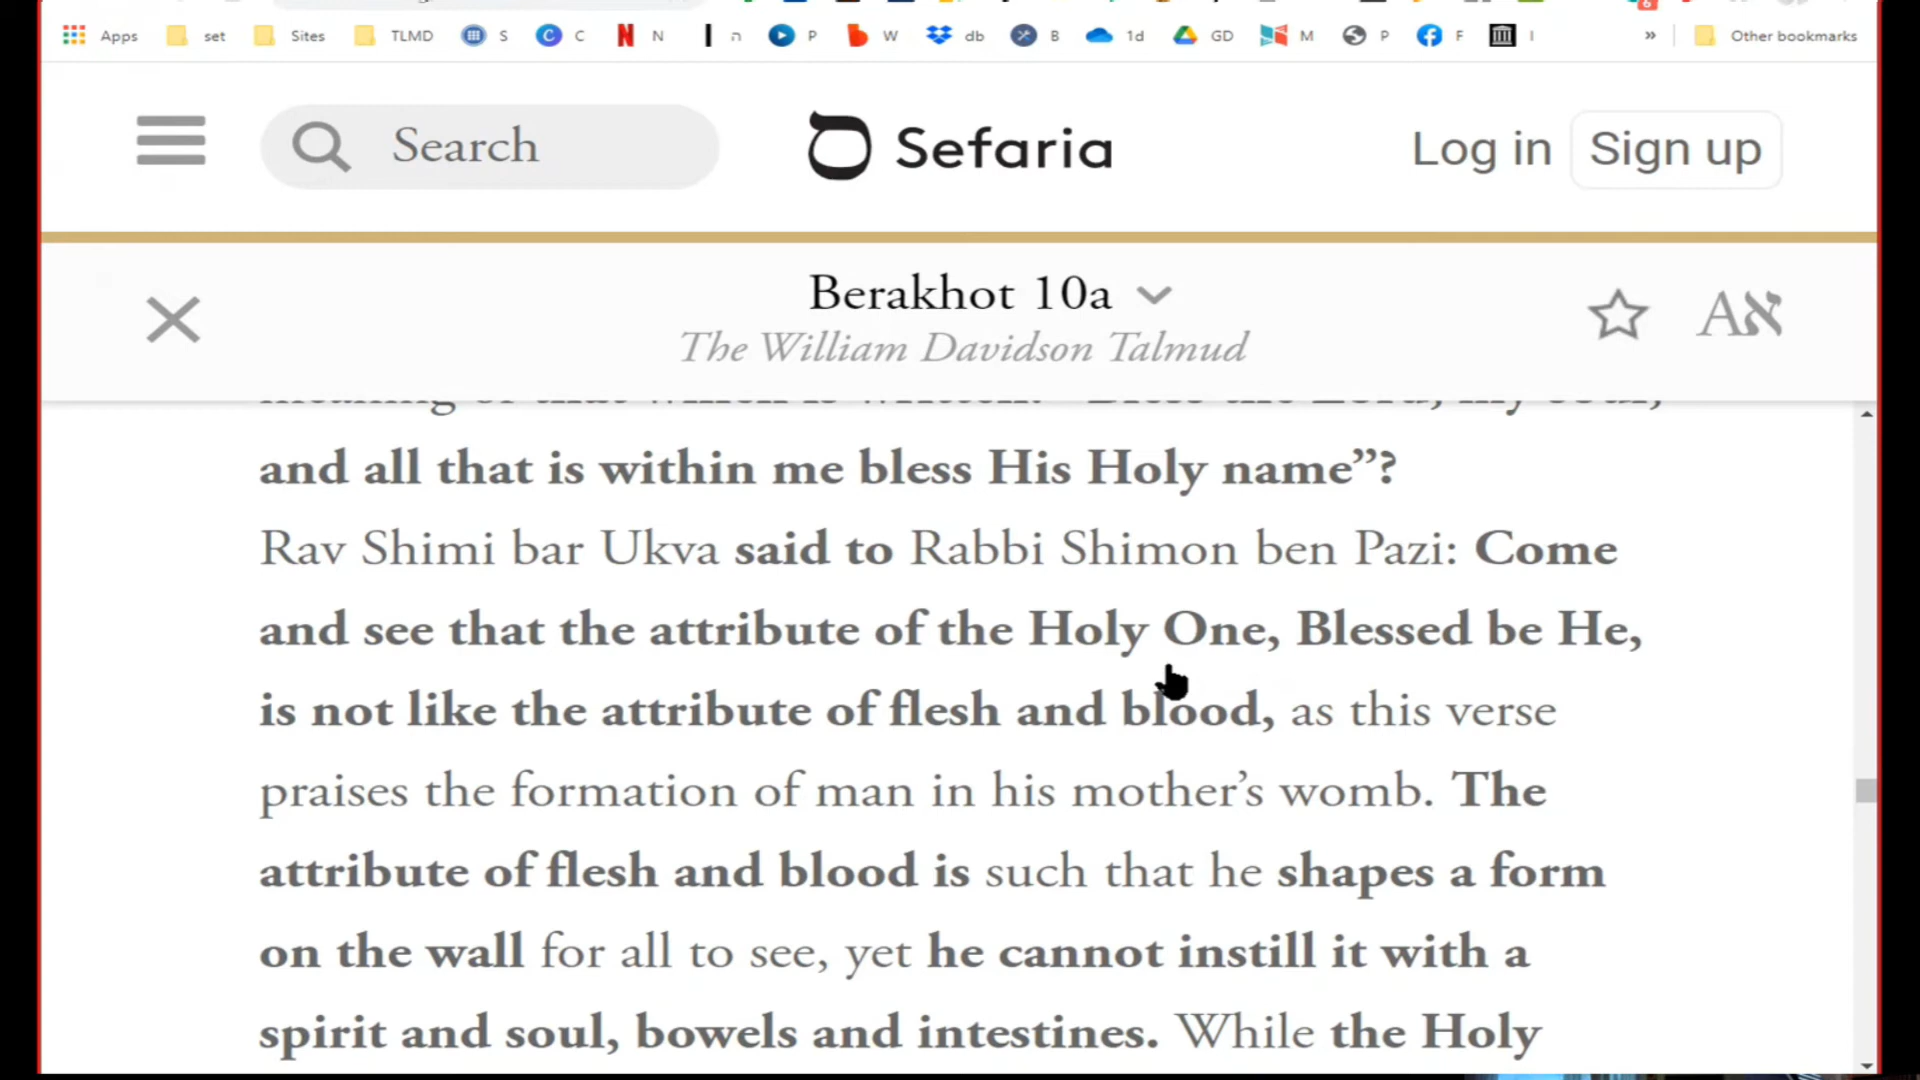 Apps set Sites TLMD S C N ה P W db B 1d GD M P F I » Other bookmarks
Search Sefaria Log in Sign up
Berakhot 10a
The William Davidson Talmud
Aא
and all that is within me bless His Holy name”?
Rav Shimi bar Ukva said to Rabbi Shimon ben Pazi: Come
and see that the attribute of the Holy One, Blessed be He,
is not like the attribute of flesh and blood, as this verse
praises the formation of man in his mother’s womb. The
attribute of flesh and blood is such that he shapes a form
on the wall for all to see, yet he cannot instill it with a
spirit and soul, bowels and intestines. While the Holy